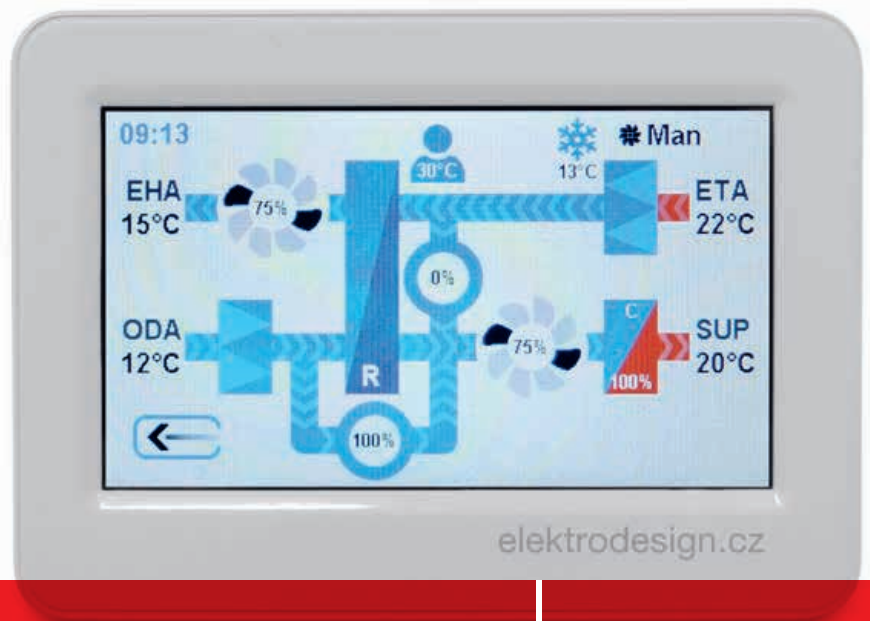 09:13
30°C
13°C
Man
EHA
15°C
75%
ETA
22°C
0%
ODA
12°C
R
75%
C
100%
SUP
20°C
100%
elektrodesign.cz